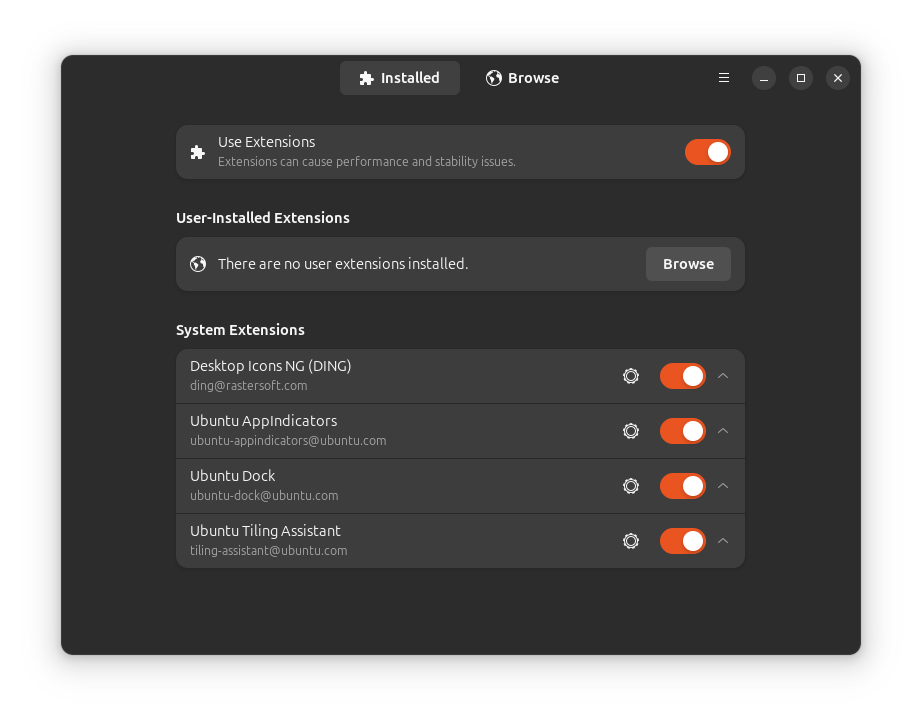 Installed
Browse
Use Extensions
Extensions can cause performance and stability issues.
User-Installed Extensions
There are no user extensions installed.
Browse
System Extensions
Desktop Icons NG (DING)
ding@rastersoft.com
Ubuntu AppIndicators
ubuntu-appindicators@ubuntu.com
Ubuntu Dock
ubuntu-dock@ubuntu.com
Ubuntu Tiling Assistant
tiling-assistant@ubuntu.com